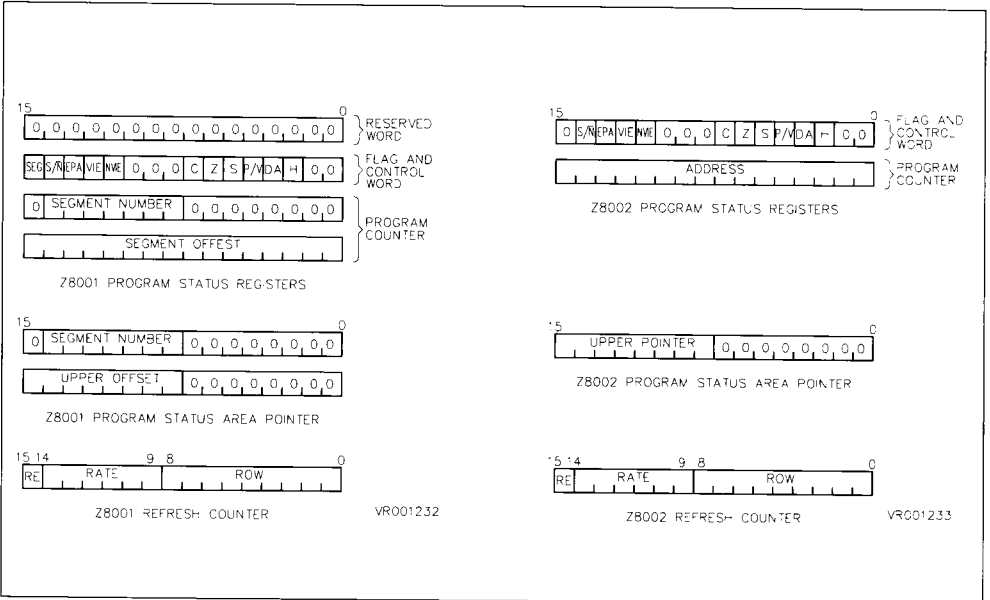 15 0
0 0 0 0 0 0 0 0 0 0 0 0 0 0 0 0
RESERVED
WORD
SEG S/N̅ EPA VIE NVIE 0 0 0 C Z S P/V DA H 0 0
FLAG AND
CONTROL
WORD
0 SEGMENT NUMBER 0 0 0 0 0 0 0 0
SEGMENT OFFEST
PROGRAM
COUNTER
Z8001 PROGRAM STATUS REGISTERS
15 0
0 SEGMENT NUMBER 0 0 0 0 0 0 0 0
UPPER OFFSET 0 0 0 0 0 0 0 0
Z8001 PROGRAM STATUS AREA POINTER
15 14 9 8 0
RE RATE ROW
Z8001 REFRESH COUNTER
VR001232
15 0
0 S/N̅ EPA VIE NVIE 0 0 0 C Z S P/V DA H 0 0
FLAG AND
CONTROL
WORD
ADDRESS
PROGRAM
COUNTER
Z8002 PROGRAM STATUS REGISTERS
15 0
UPPER POINTER 0 0 0 0 0 0 0 0
Z8002 PROGRAM STATUS AREA POINTER
15 14 9 8 0
RE RATE ROW
Z8002 REFRESH COUNTER
VR001233